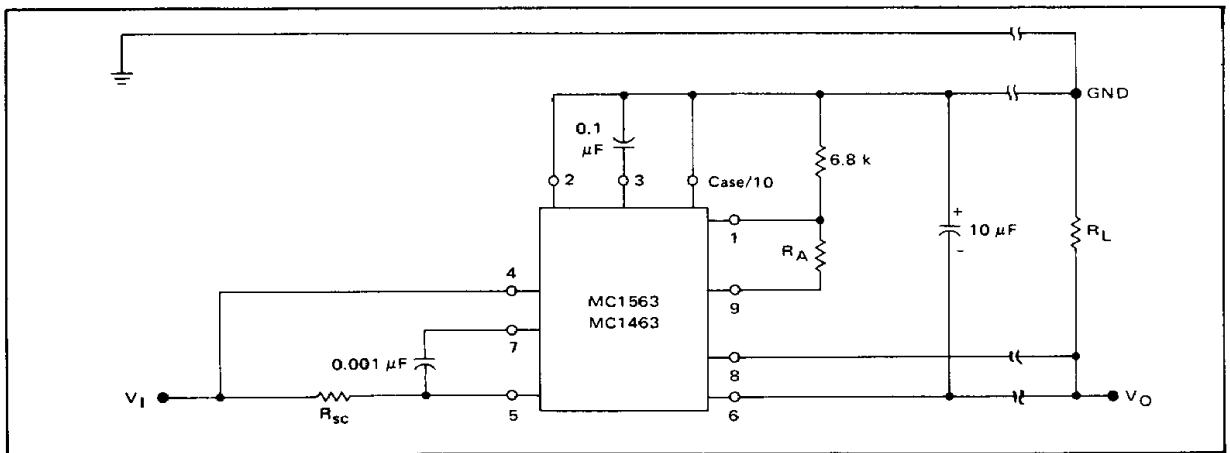 GND
0.1
μF
6.8 k
2
3
Case/10
1
+
10 μF
-
R_L
R_A
4
MC1563
MC1463
9
7
0.001 μF
8
V_I
R_sc
5
6
V_O